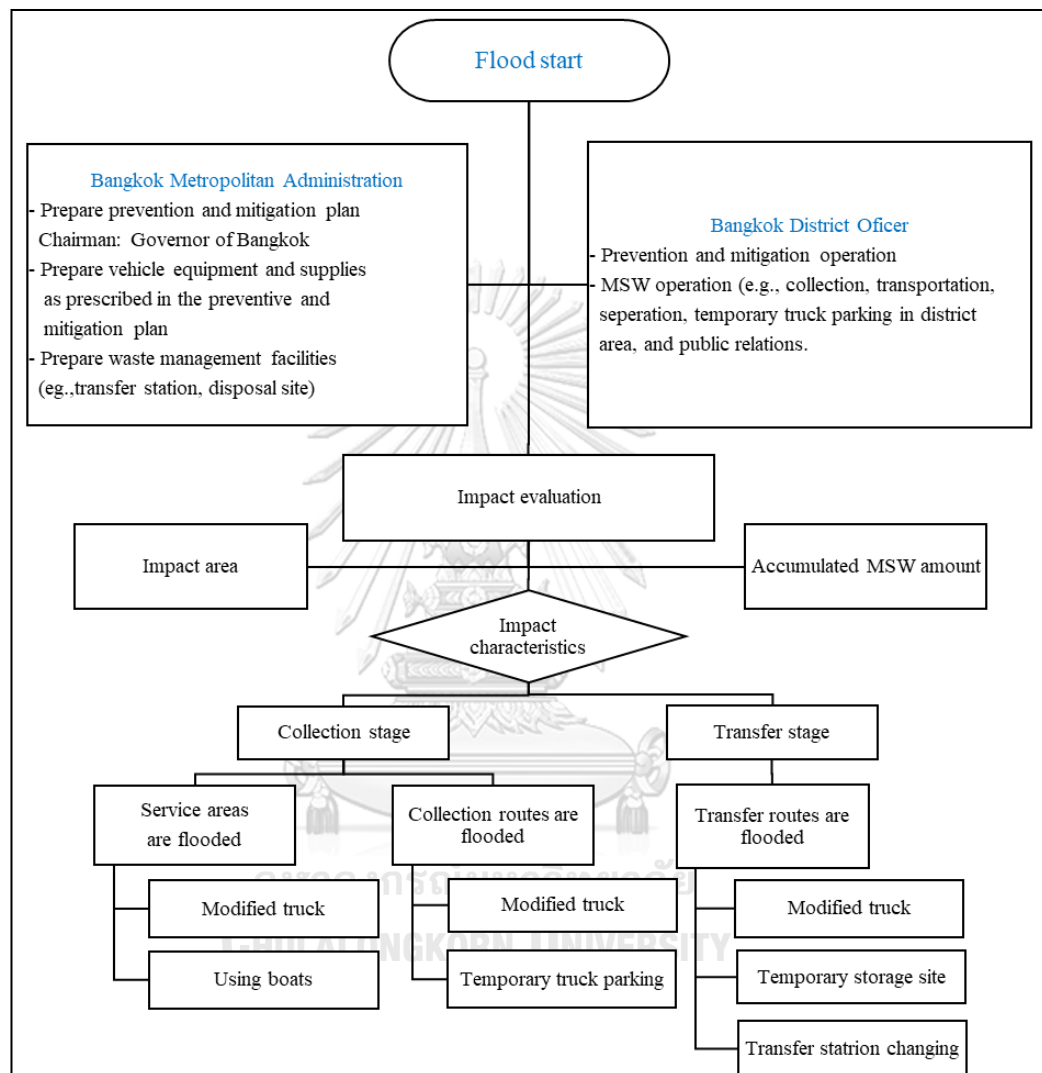 Flood start
Bangkok Metropolitan Administration
- Prepare prevention and mitigation plan
Chairman: Governor of Bangkok
- Prepare vehicle equipment and supplies
as prescribed in the preventive and
mitigation plan
- Prepare waste management facilities
(eg.,transfer station, disposal site)
Bangkok District Oficer
- Prevention and mitigation operation
- MSW operation (e.g., collection, transportation,
seperation, temporary truck parking in district
area, and public relations.
Impact evaluation
Impact area
Accumulated MSW amount
Impact
characteristics
Collection stage
Transfer stage
Service areas
are flooded
Collection routes are
flooded
Transfer routes are
flooded
Modified truck
Modified truck
Modified truck
Using boats
Temporary truck parking
Temporary storage site
Transfer statrion changing
CHULALONGKORN UNIVERSITY